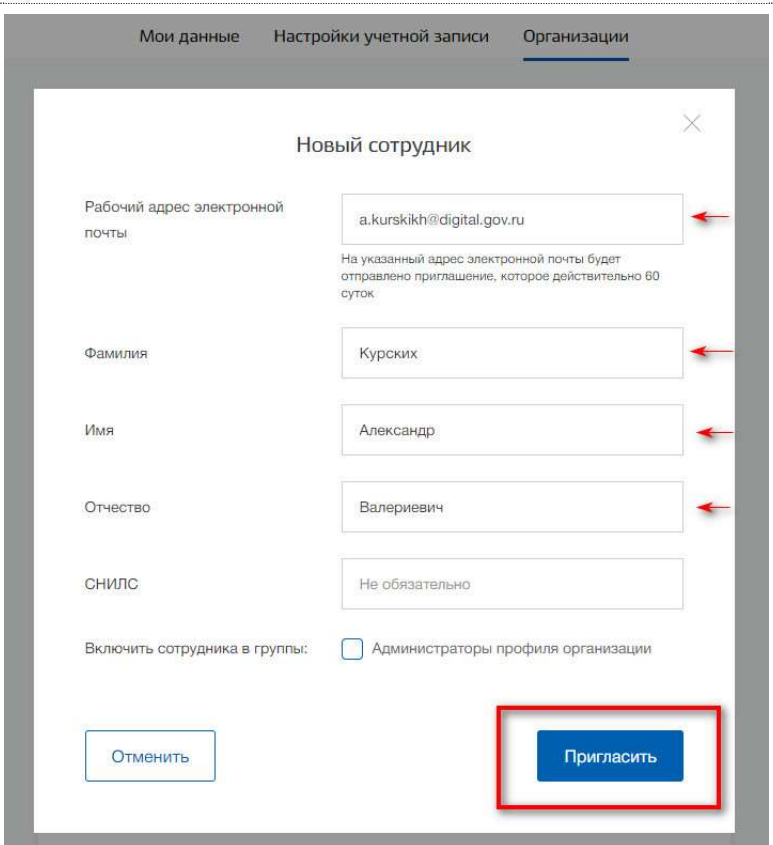 Мои данные Настройки учетной записи Организации
Новый сотрудник
Рабочий адрес электронной
почты
a.kurskikh@digital.gov.ru
На указанный адрес электронной почты будет
отправлено приглашение, которое действительно 60
суток
Фамилия Курских
Имя Александр
Отчество Валериевич
СНИЛС Не обязательно
Включить сотрудника в группы: Администраторы профиля организации
Отменить Пригласить